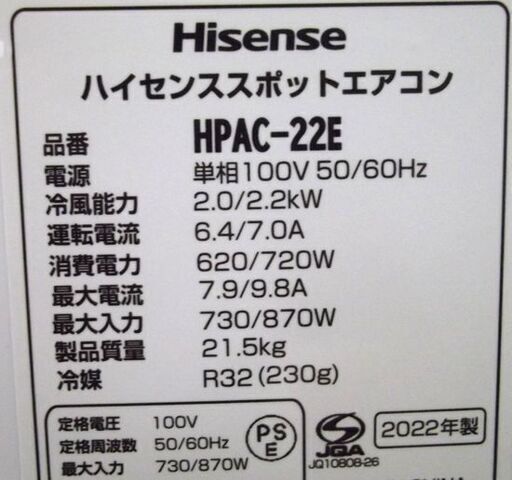 Hisense
ハイセンススポットエアコン
品番 HPAC-22E
電源 単相100V 50/60Hz
冷風能力 2.0/2.2kW
運転電流 6.4/7.0A
消費電力 620/720W
最大電流 7.9/9.8A
最大入力 730/870W
製品質量 21.5kg
冷媒 R32 (230g)
定格電圧 100V
定格周波数 50/60Hz
最大入力 730/870W
PS
E
JQA
JQ10808-26
2022年製